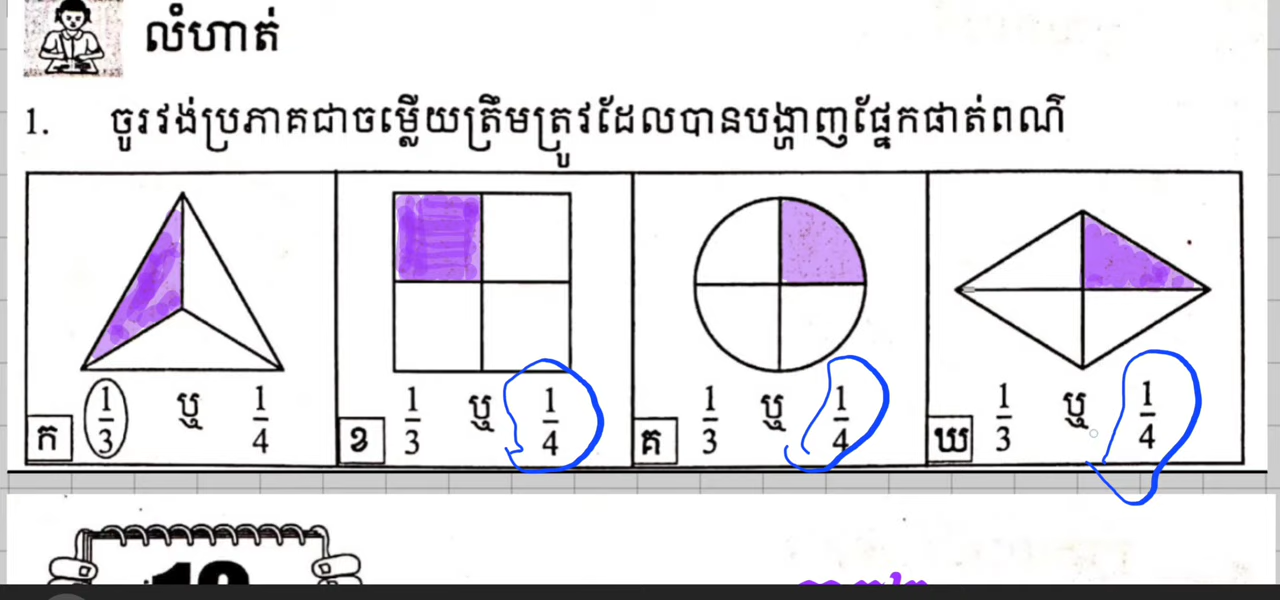 លំហាត់
1. ចូរវង់ប្រភាគជាចម្លើយត្រឹមត្រូវដែលបានបង្ហាញផ្នែកផាត់ពណ៌
ក 1/3 ឬ 1/4 ខ 1/3 ឬ 1/4 គ 1/3 ឬ 1/4 ឃ 1/3 ឬ 1/4